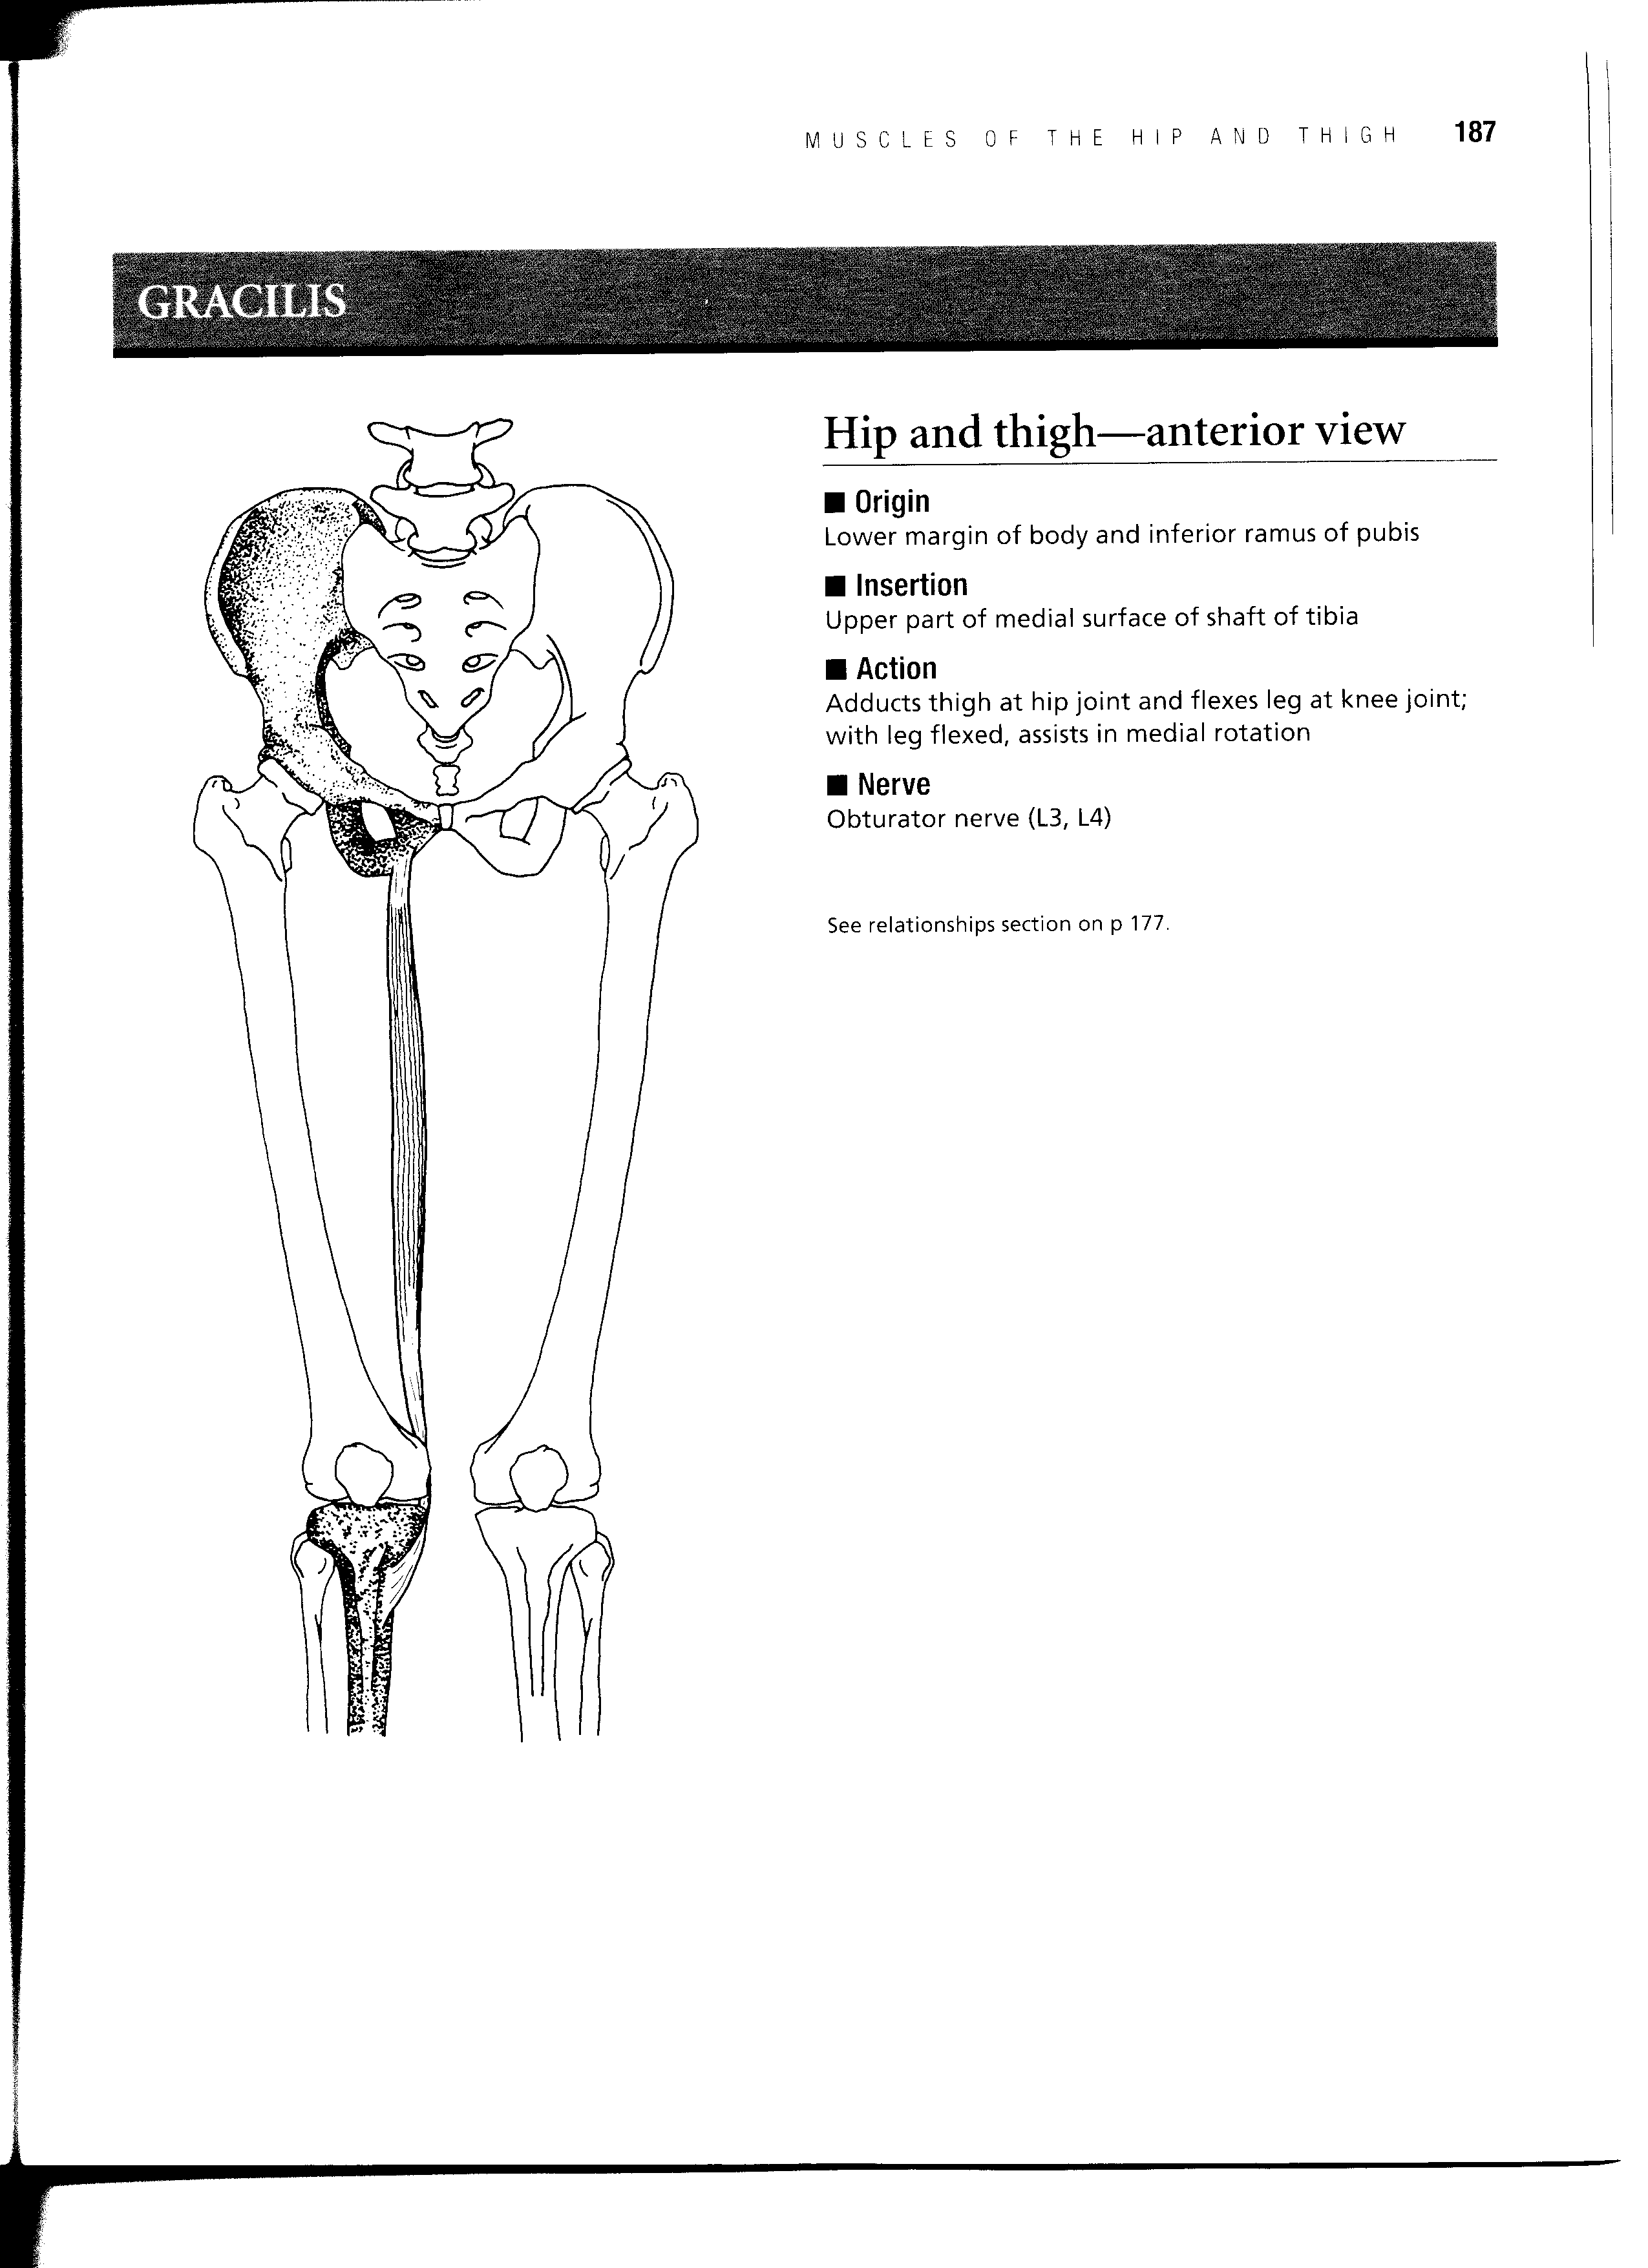 MUSCLES OF THE HIP AND THIGH 187
GRACILIS
Hip and thigh—anterior view
■ Origin
Lower margin of body and inferior ramus of pubis
■ Insertion
Upper part of medial surface of shaft of tibia
■ Action
Adducts thigh at hip joint and flexes leg at knee joint;
with leg flexed, assists in medial rotation
■ Nerve
Obturator nerve (L3, L4)
See relationships section on p 177.